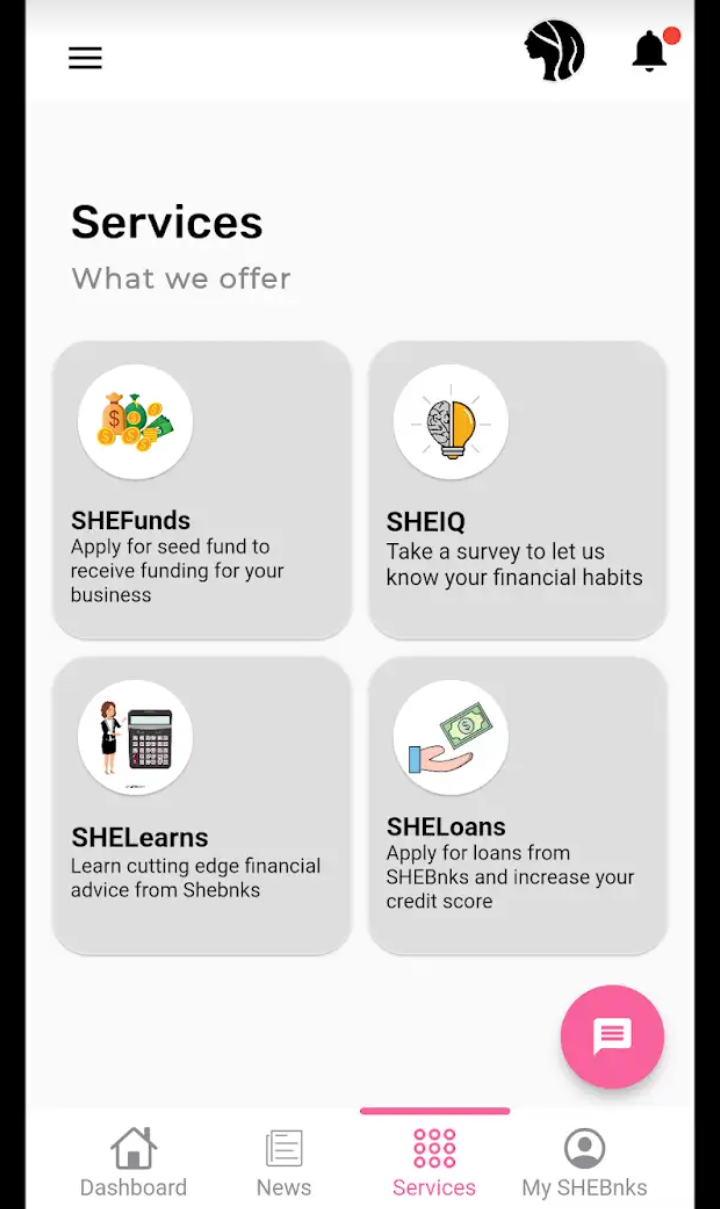 Services
What we offer
SHEFunds
Apply for seed fund to
receive funding for your
business
SHEIQ
Take a survey to let us
know your financial habits
SHELearns
Learn cutting edge financial
advice from Shebnks
SHELoans
Apply for loans from
SHEBnks and increase your
credit score
Dashboard
News
Services
My SHEBnks